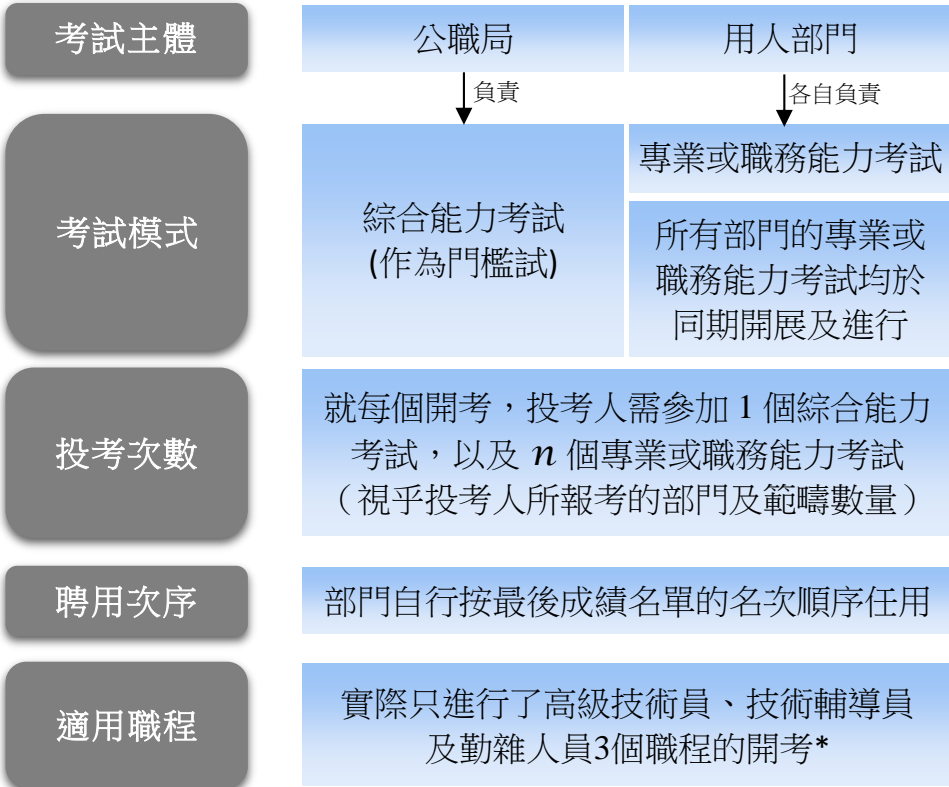 考試主體
公職局
用人部門
負責
各自負責
考試模式
綜合能力考試
(作為門檻試)
專業或職務能力考試
所有部門的專業或
職務能力考試均於
同期開展及進行
投考次數
就每個開考，投考人需參加 1 個綜合能力
考試，以及 n 個專業或職務能力考試
（視乎投考人所報考的部門及範疇數量）
聘用次序
部門自行按最後成績名單的名次順序任用
適用職程
實際只進行了高級技術員、技術輔導員
及勤雜人員3個職程的開考*